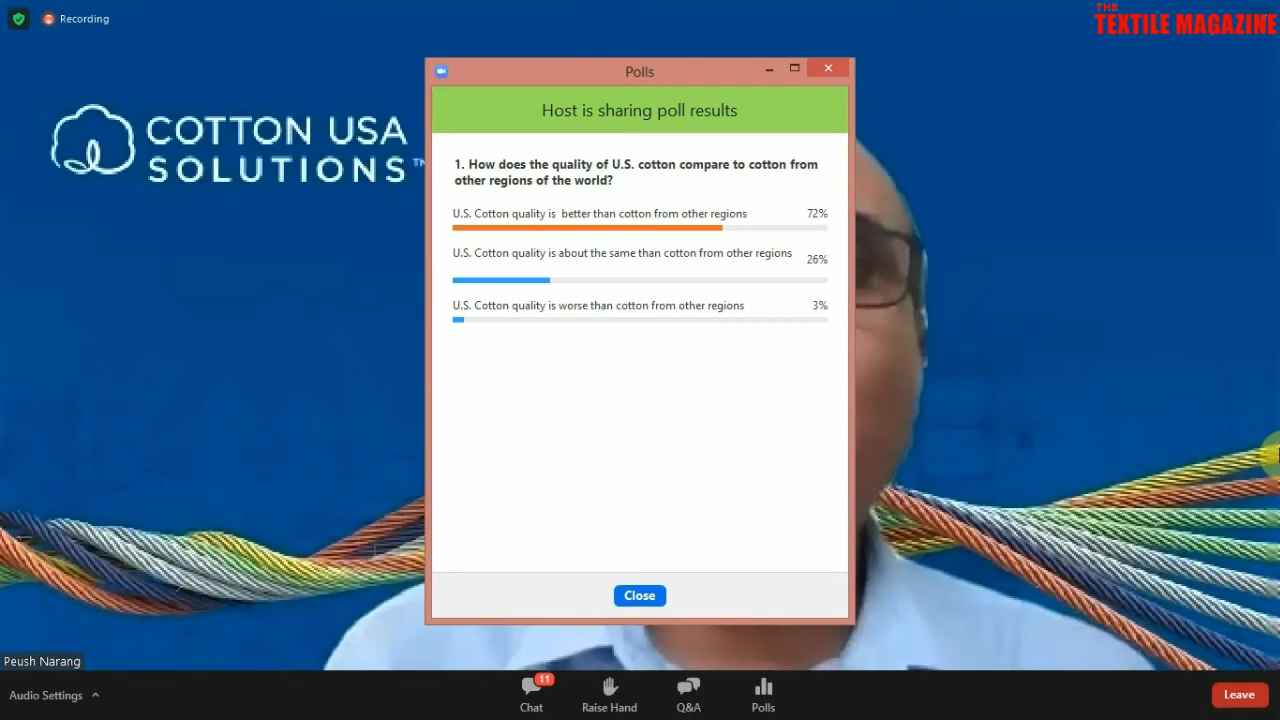 Recording
THE
TEXTILE MAGAZINE
Polls
Host is sharing poll results
COTTON USA
SOLUTIONS™
1. How does the quality of U.S. cotton compare to cotton from
other regions of the world?
U.S. Cotton quality is better than cotton from other regions 72%
U.S. Cotton quality is about the same than cotton from other regions 26%
U.S. Cotton quality is worse than cotton from other regions 3%
Close
Peush Narang
Audio Settings
11
Chat
Raise Hand
Q&A
Polls
Leave